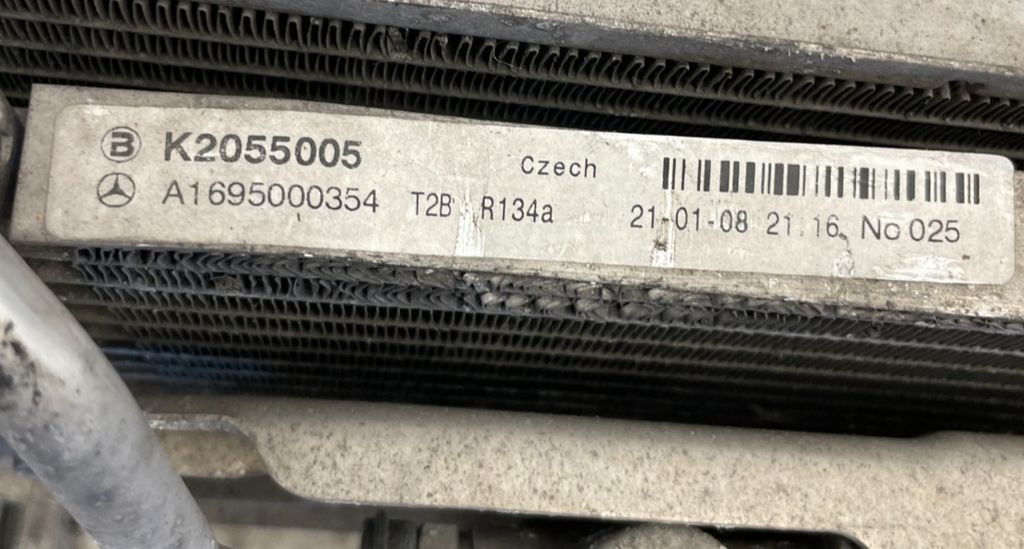 B K2055005 Czech
A1695000354 T2B R134a 21-01-08 21:16 No 025